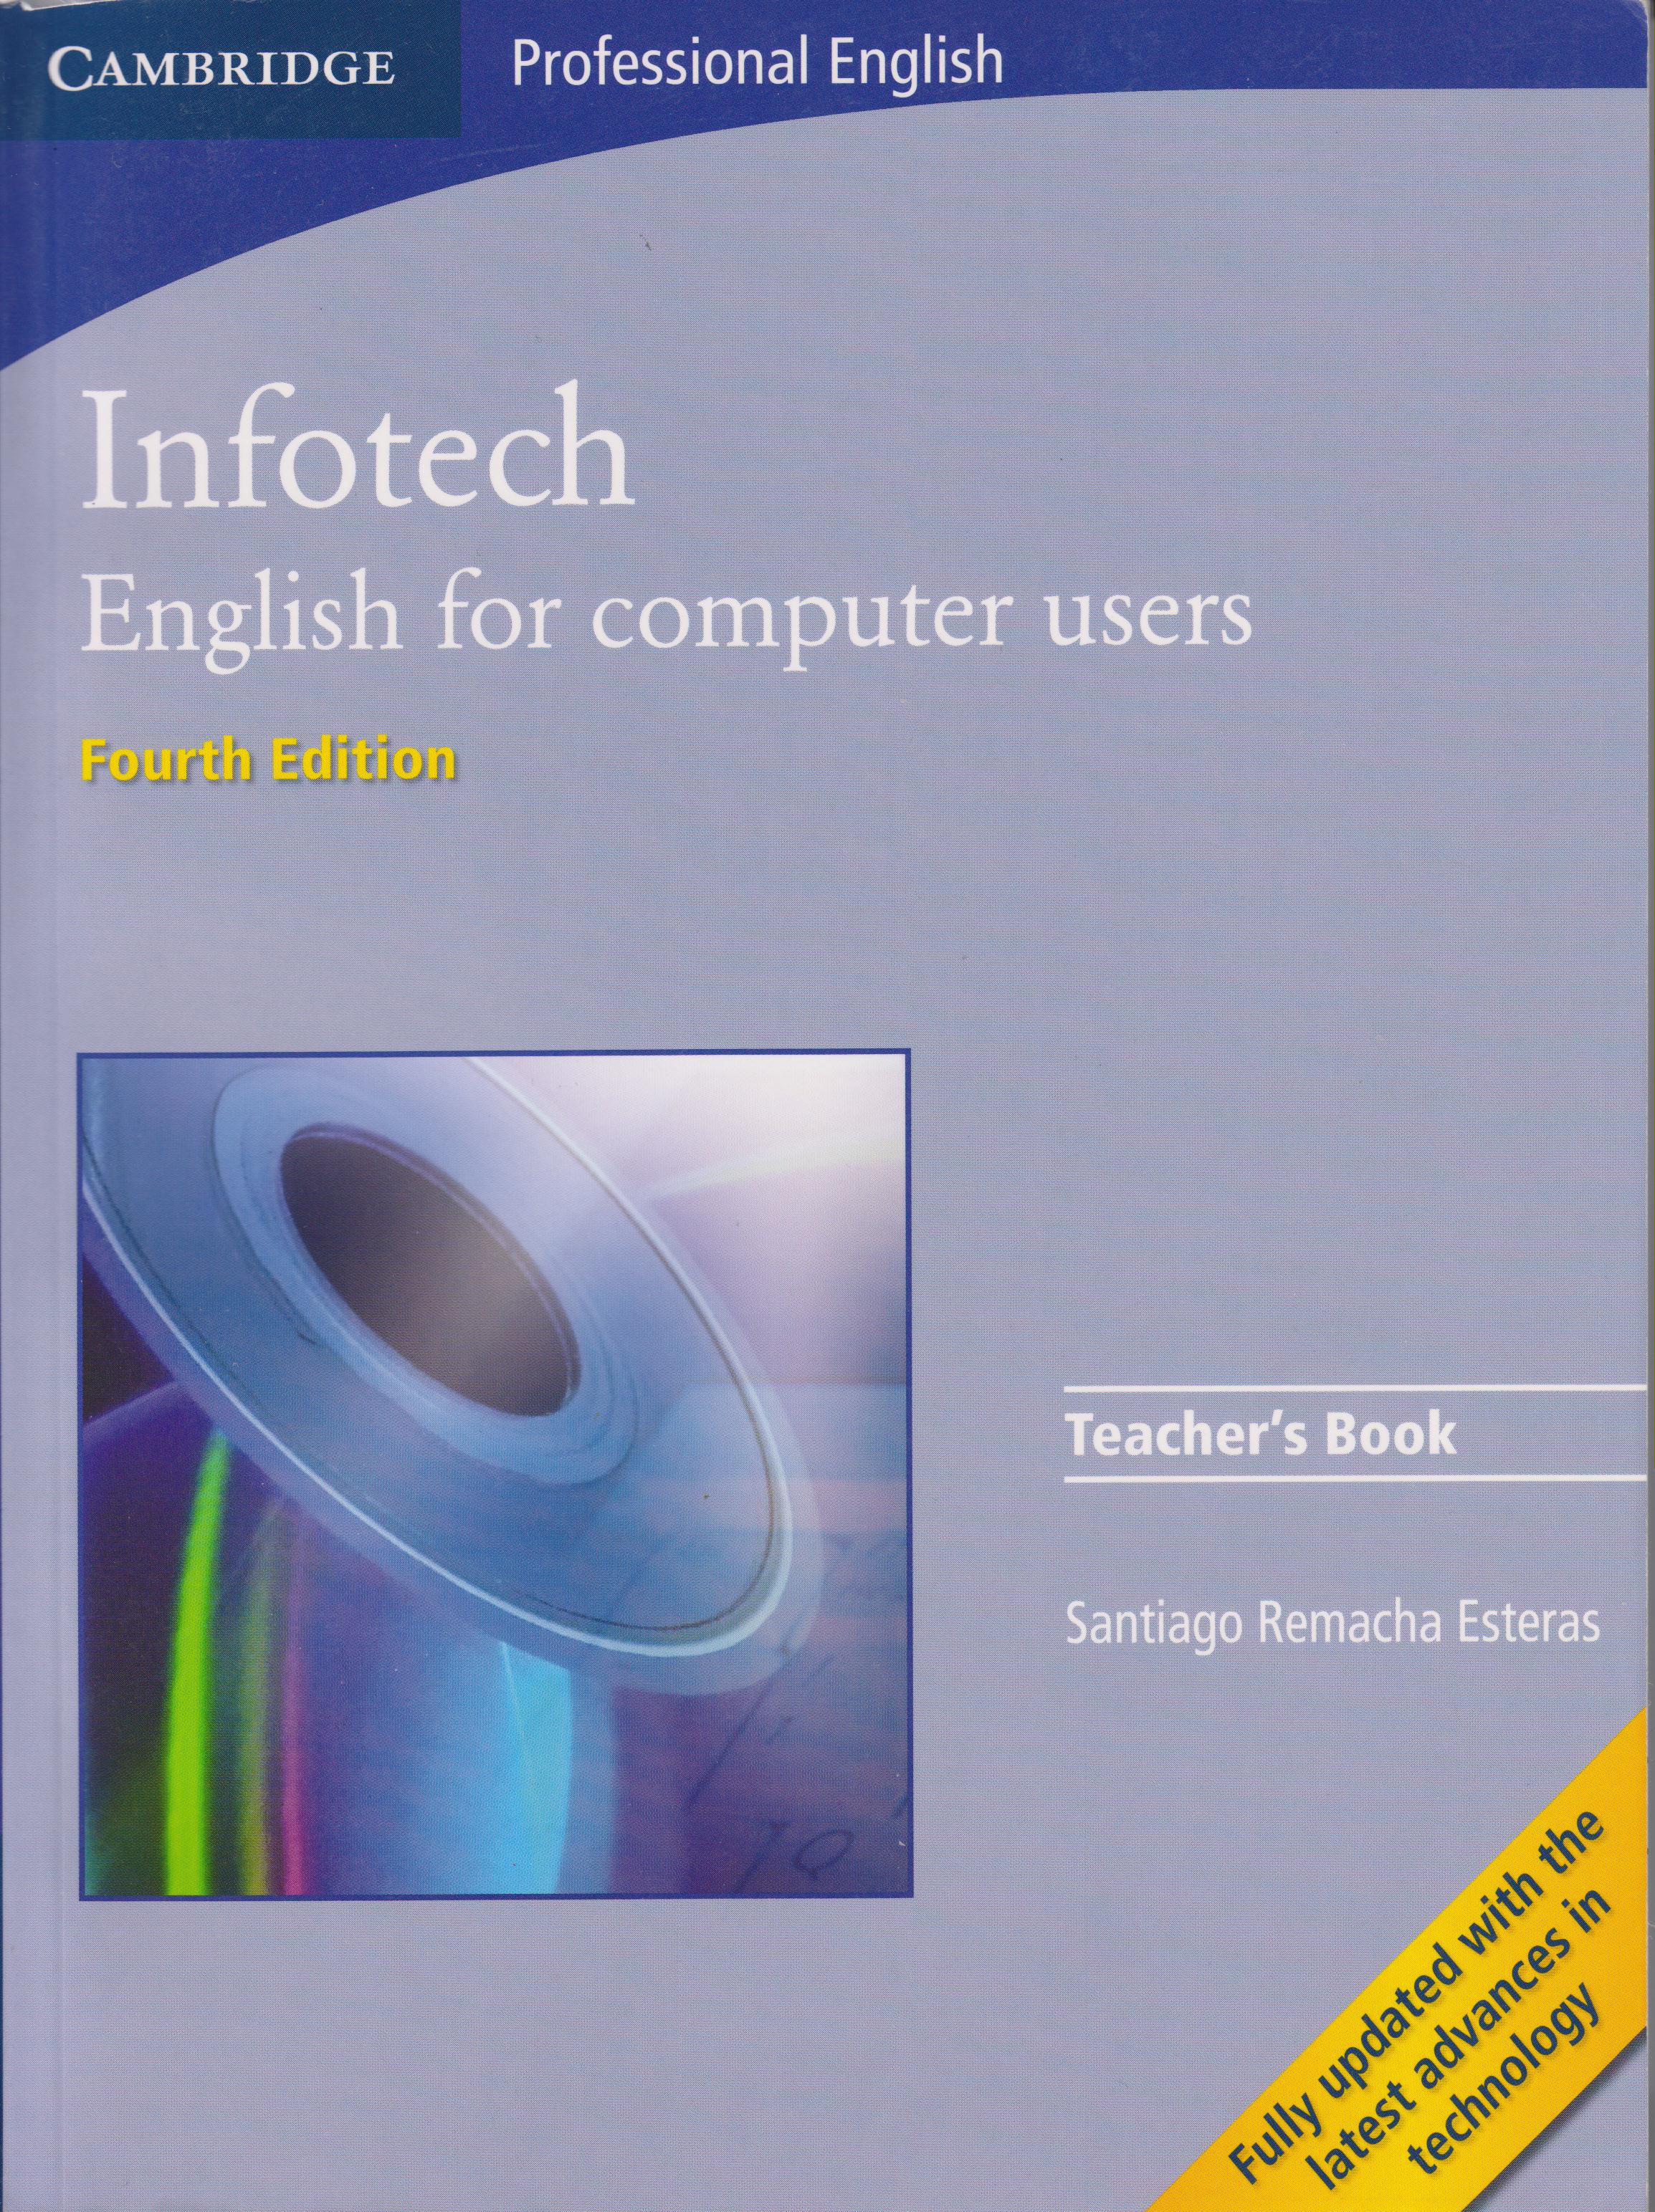 CAMBRIDGE
Professional English
Infotech
English for computer users
Fourth Edition
Teacher's Book
Santiago Remacha Esteras
Fully updated with the
latest advances in
technology